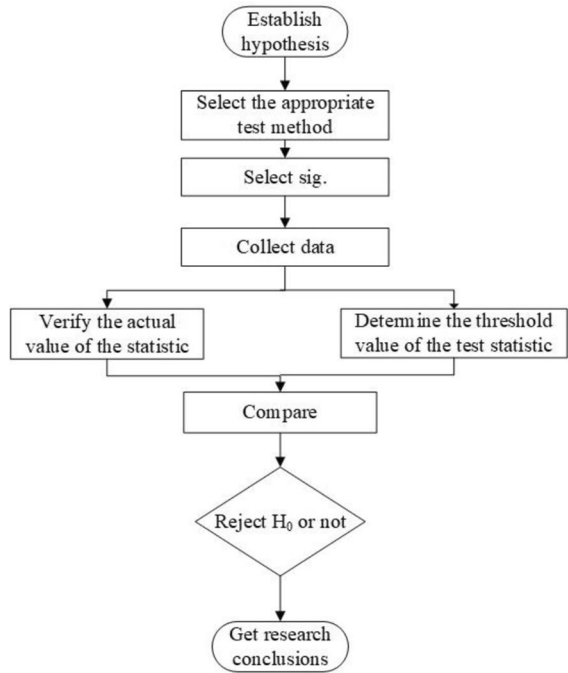 Establish
hypothesis
Select the appropriate
test method
Select sig.
Collect data
Verify the actual
value of the statistic
Determine the threshold
value of the test statistic
Compare
Reject H₀ or not
Get research
conclusions